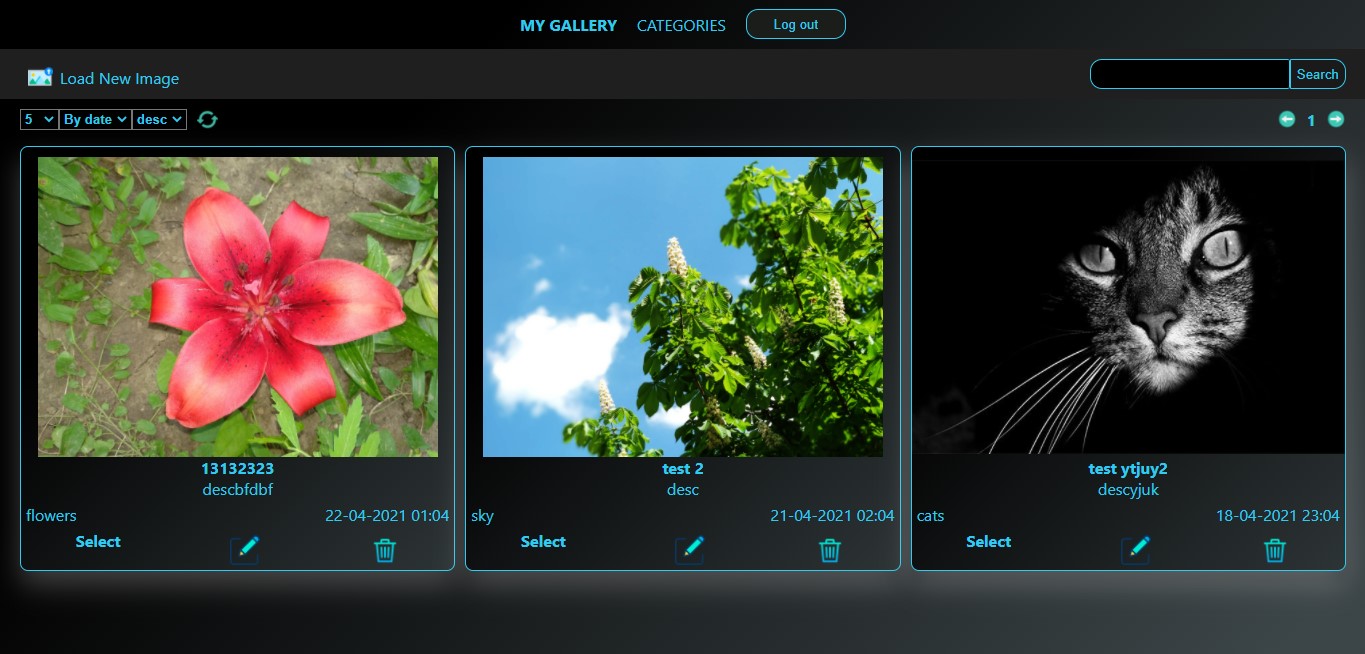 MY GALLERY CATEGORIES Log out
Load New Image Search
5 By date desc 1
13132323
descbfdbf
flowers 22-04-2021 01:04
Select
test 2
desc
sky 21-04-2021 02:04
Select
test ytjuy2
descyjuk
cats 18-04-2021 23:04
Select